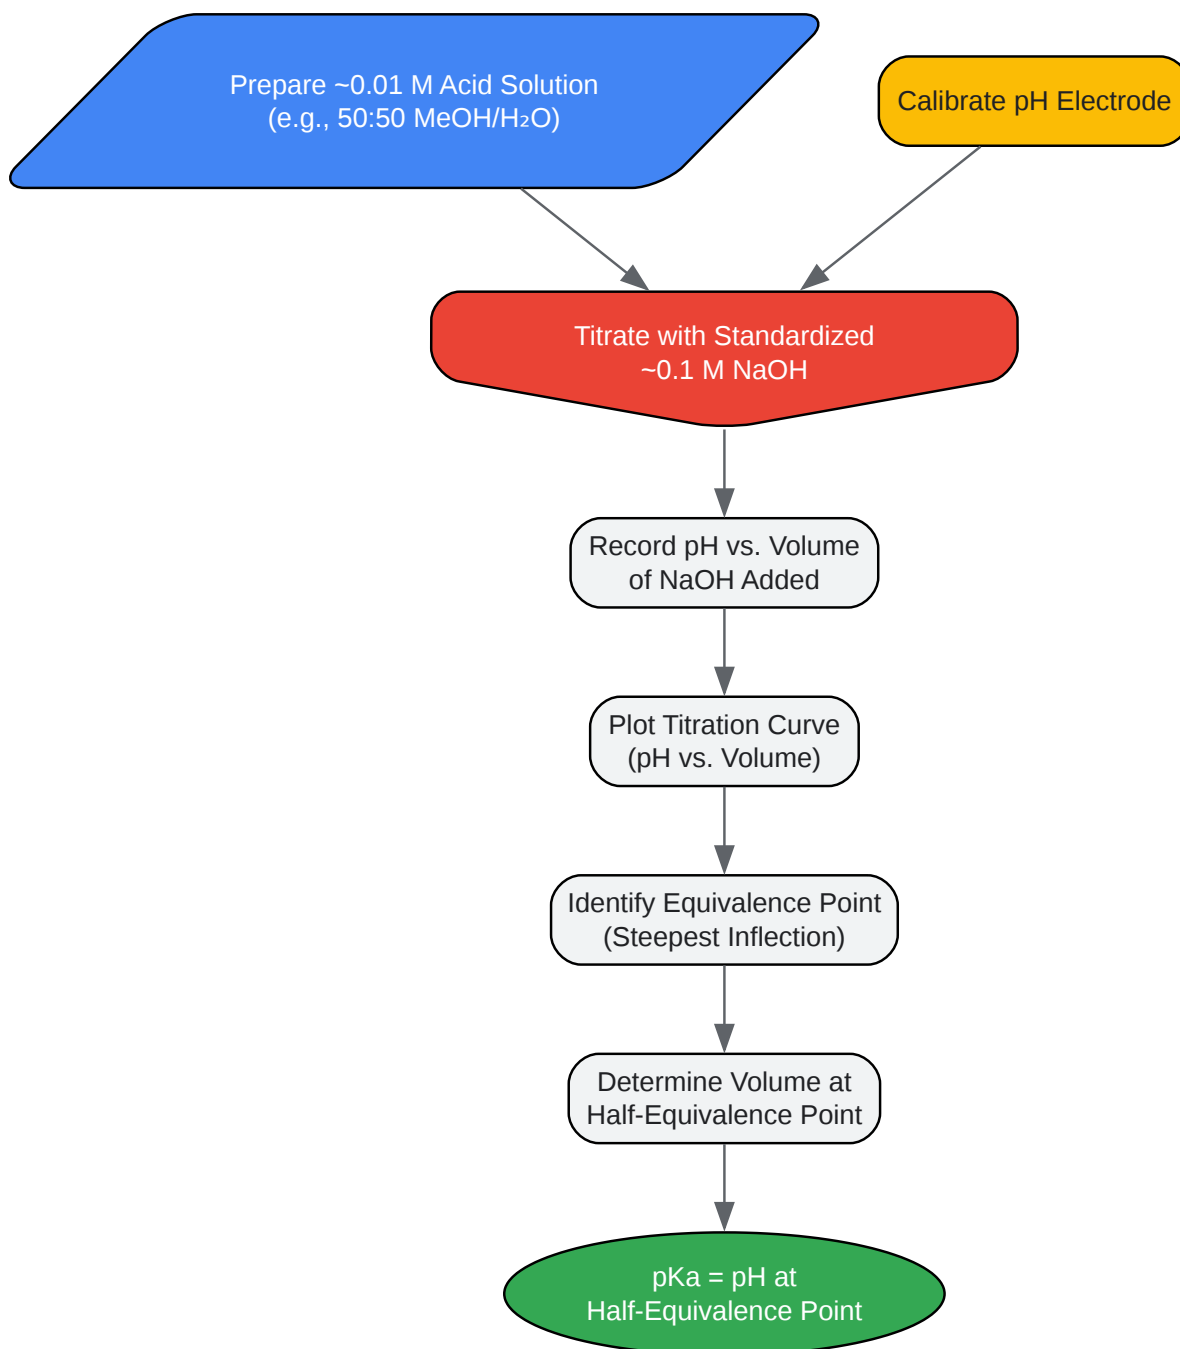 Prepare ~0.01 M Acid Solution
(e.g., 50:50 MeOH/H₂O)
Calibrate pH Electrode
Titrate with Standardized
~0.1 M NaOH
Record pH vs. Volume
of NaOH Added
Plot Titration Curve
(pH vs. Volume)
Identify Equivalence Point
(Steepest Inflection)
Determine Volume at
Half-Equivalence Point
pKa = pH at
Half-Equivalence Point